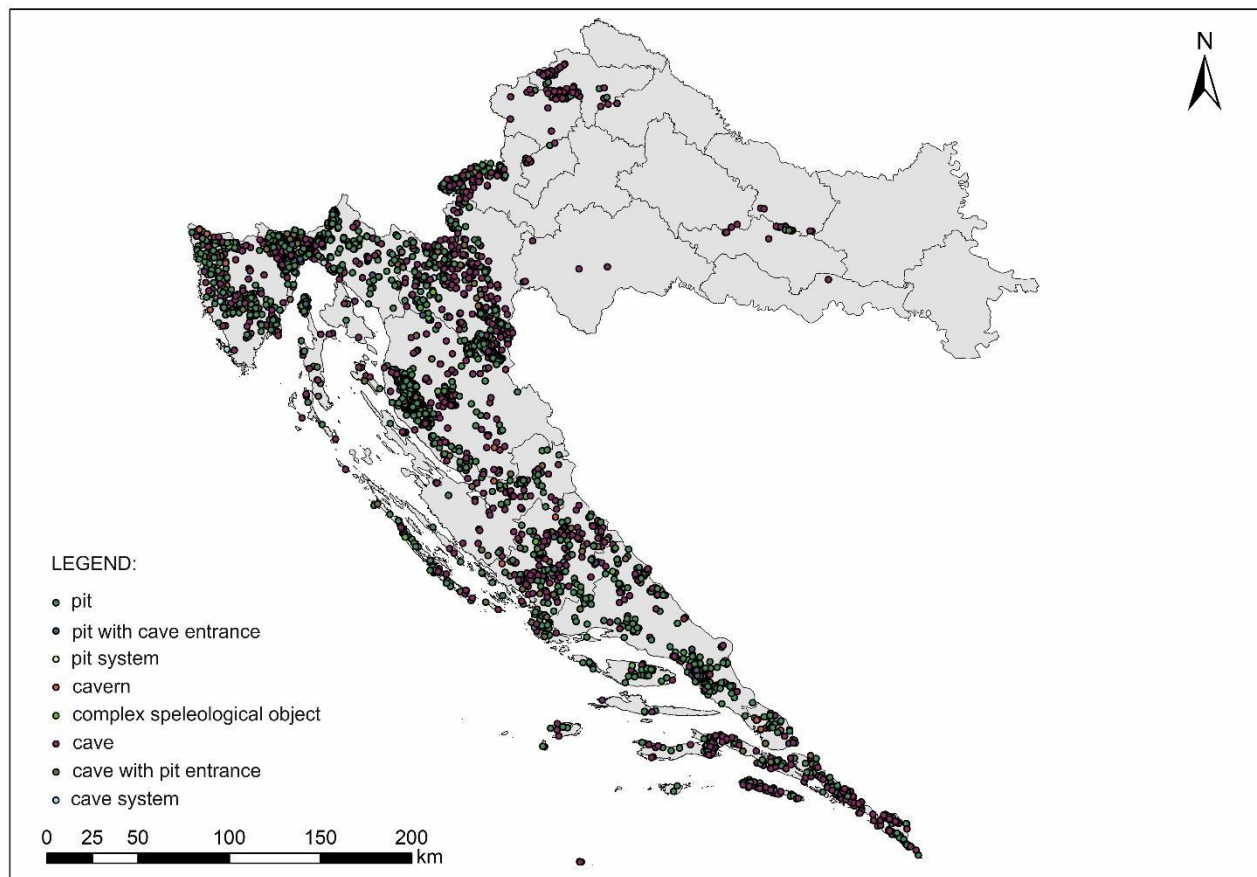 N
LEGEND:
pit
pit with cave entrance
pit system
cavern
complex speleological object
cave
cave with pit entrance
cave system
0 25 50 100 150 200
km